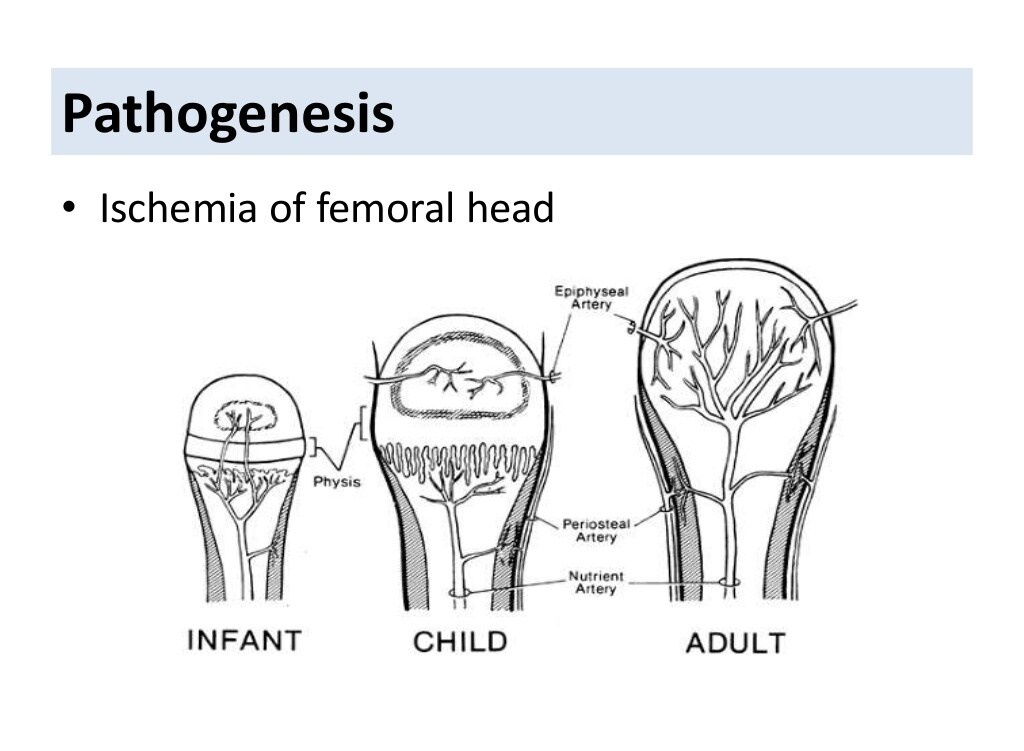 Pathogenesis
• Ischemia of femoral head
Epiphyseal
Artery
Physis
Periosteal
Artery
Nutrient
Artery
INFANT
CHILD
ADULT